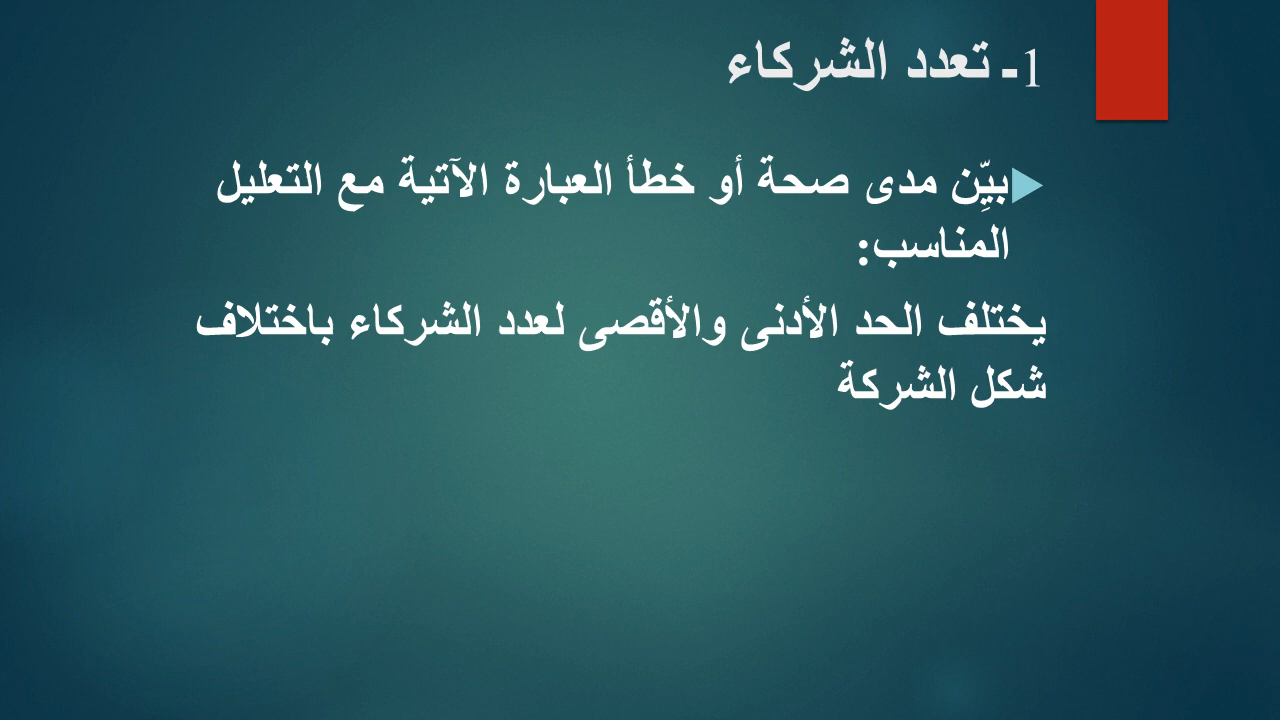 1ـ تعدد الشركاء
بيِّن مدى صحة أو خطأ العبارة الآتية مع التعليل
المناسب:
يختلف الحد الأدنى والأقصى لعدد الشركاء باختلاف
شكل الشركة